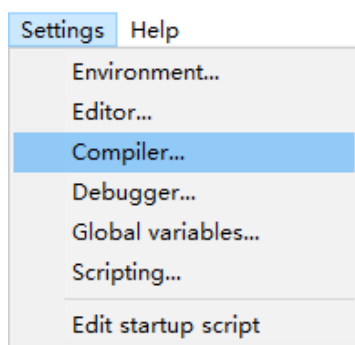 Settings Help
Environment...
Editor...
Compiler...
Debugger...
Global variables...
Scripting...
Edit startup script